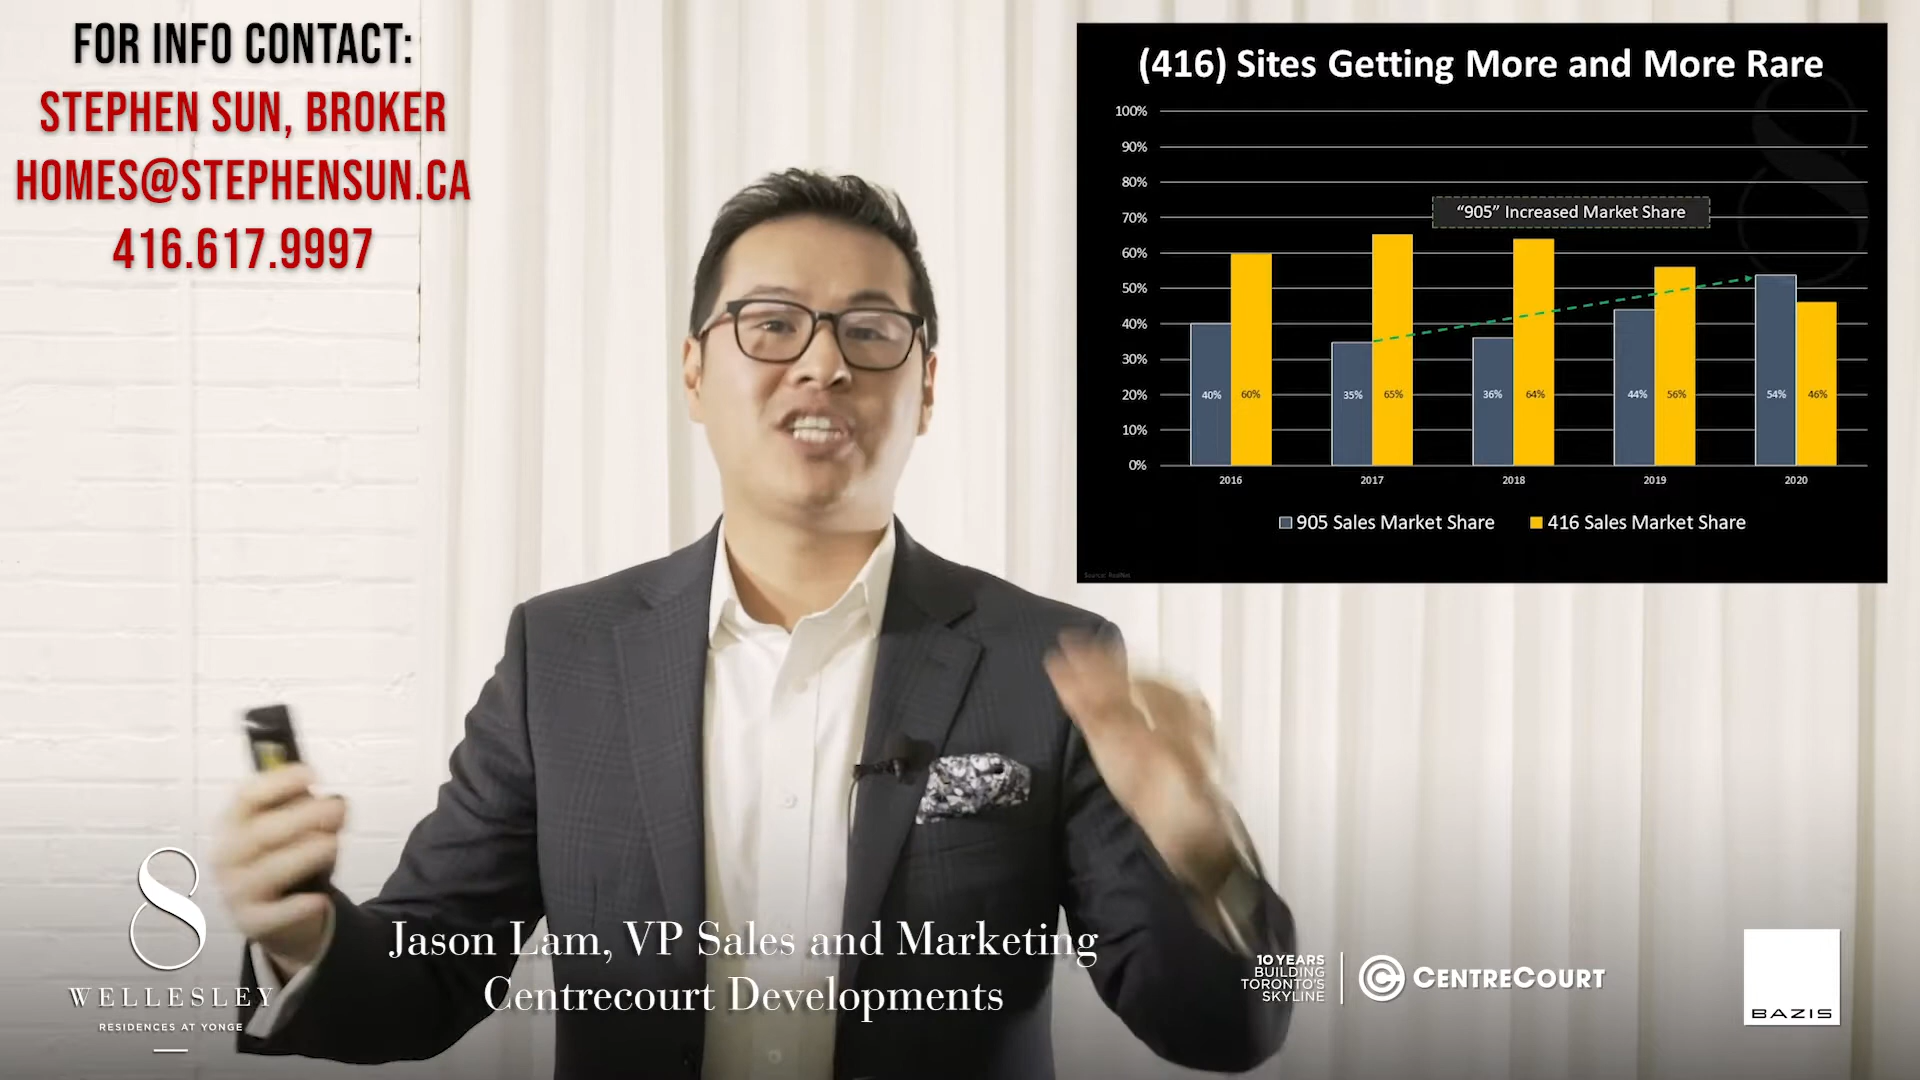 FOR INFO CONTACT:
STEPHEN SUN, BROKER
HOMES@STEPHENSUN.CA
416.617.9997
(416) Sites Getting More and More Rare
100%
90%
80%
70%
60%
50%
40%
30%
20%
10%
0%
"905" Increased Market Share
40% 60% 35% 65% 36% 64% 44% 56% 54% 46%
2016 2017 2018 2019 2020
905 Sales Market Share 416 Sales Market Share
Source: RealNet
8
WELLESLEY
RESIDENCES AT YONGE
Jason Lam, VP Sales and Marketing
Centrecourt Developments
10 YEARS
BUILDING
TORONTO'S
SKYLINE
CENTRECOURT
BAZIS